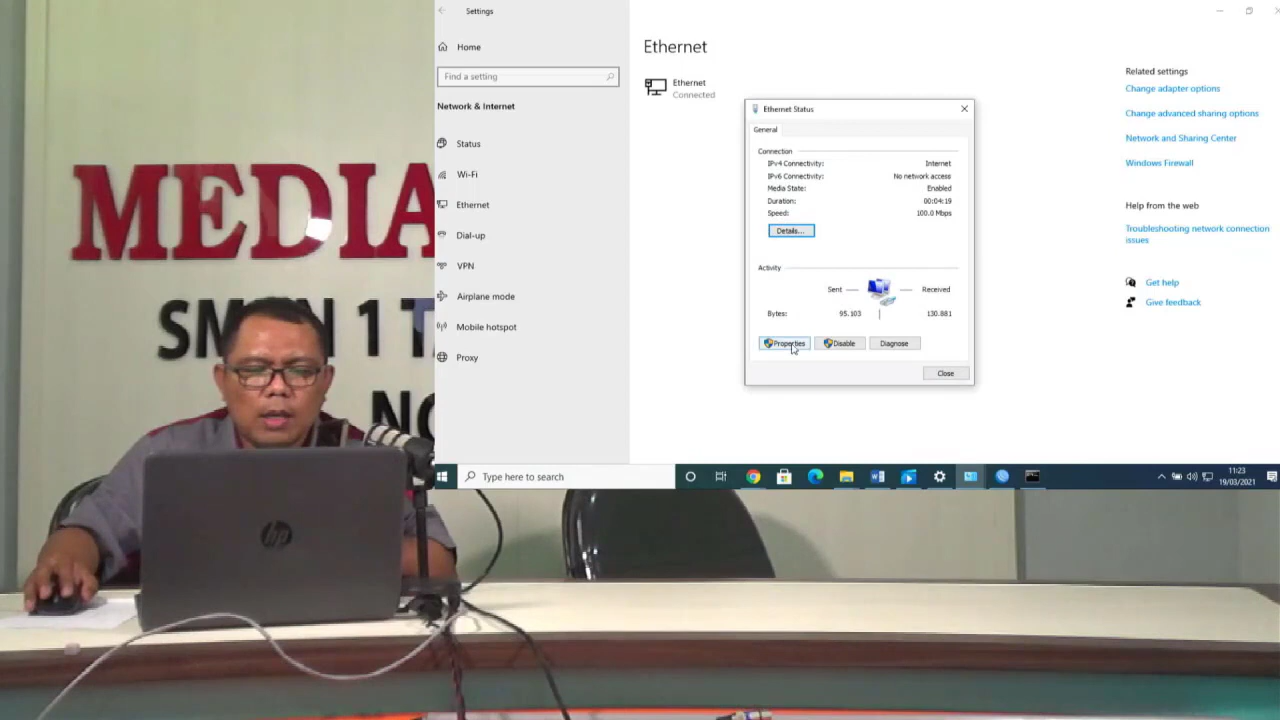 MEDIA
SM N 1 T
NO
hp
Settings
Home
Find a setting
Network & Internet
Status
Wi-Fi
Ethernet
Dial-up
VPN
Airplane mode
Mobile hotspot
Proxy
Ethernet
Ethernet
Connected
Ethernet Status
General
Connection
IPv4 Connectivity: Internet
IPv6 Connectivity: No network access
Media State: Enabled
Duration: 00:04:19
Speed: 100.0 Mbps
Details...
Activity
Sent Received
Bytes: 95.103 130.881
Properties Disable Diagnose
Close
Related settings
Change adapter options
Change advanced sharing options
Network and Sharing Center
Windows Firewall
Help from the web
Troubleshooting network connection
issues
Get help
Give feedback
Type here to search
11:23
19/03/2021